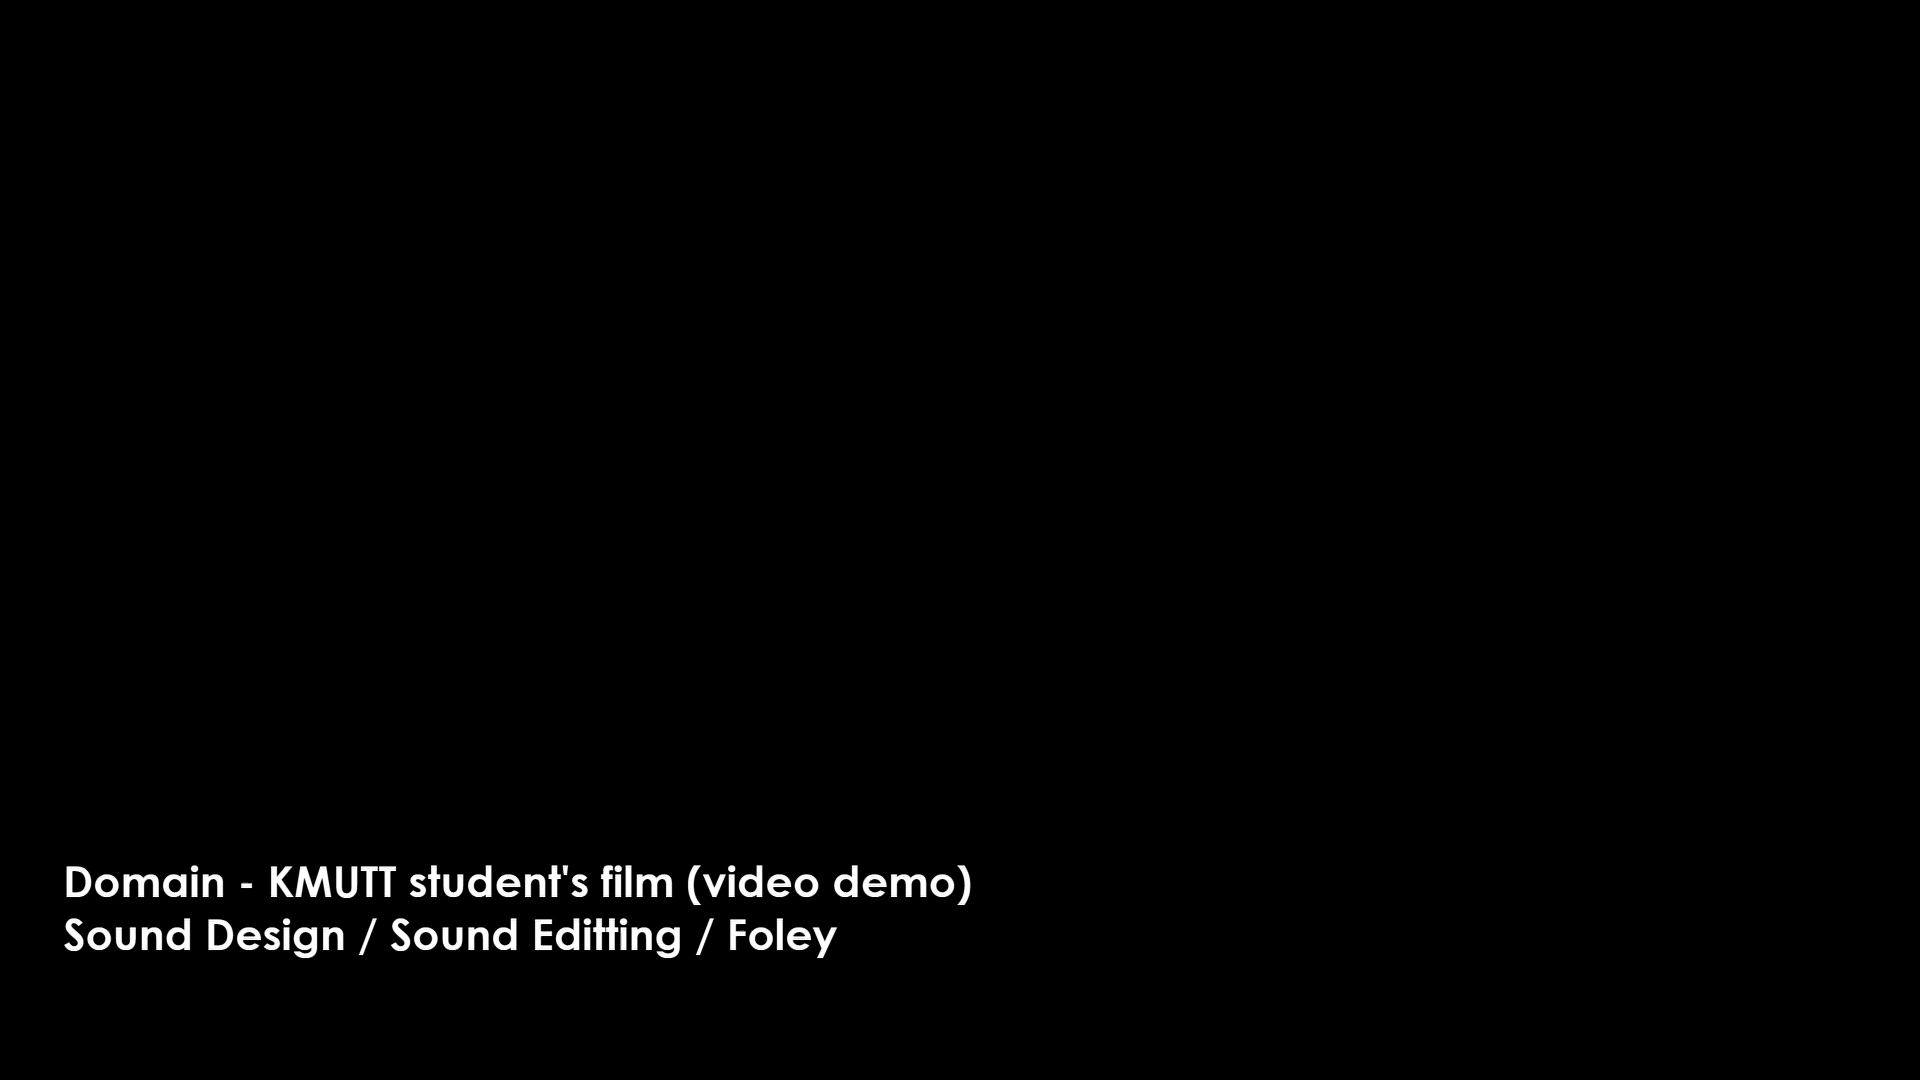 Domain - KMUTT student's film (video demo)
Sound Design / Sound Editting / Foley